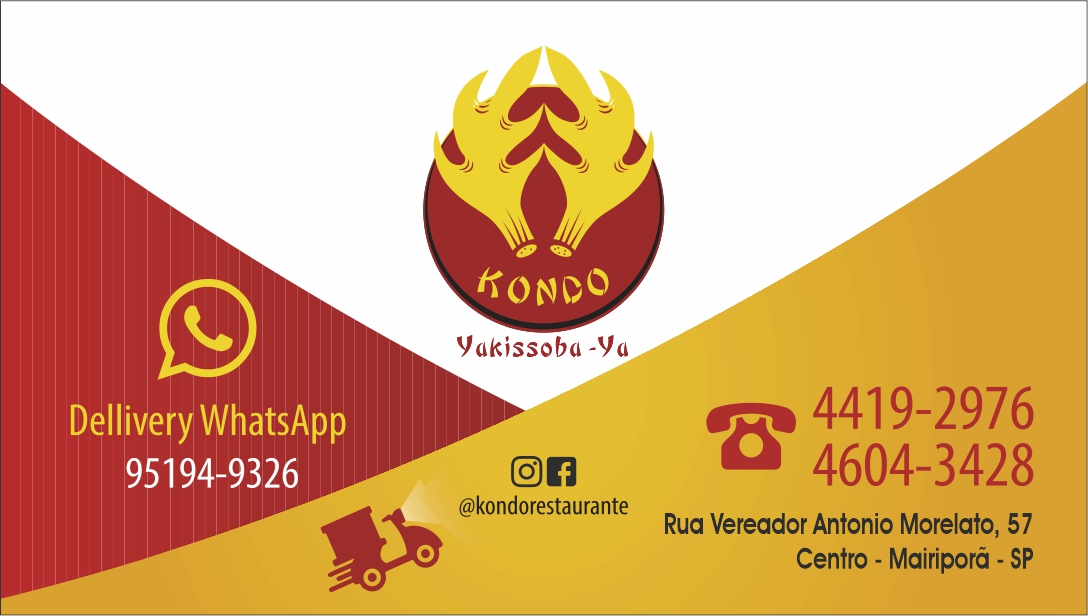 KONDO
Yakissoba -Ya
Dellivery WhatsApp
95194-9326
@kondorestaurante
4419-2976
4604-3428
Rua Vereador Antonio Morelato, 57
Centro - Mairiporã - SP